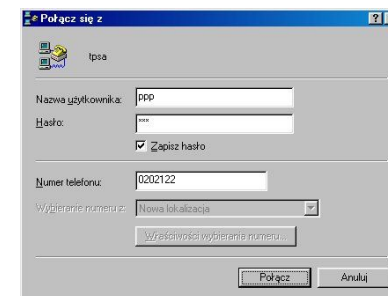 Połącz się z
tpsa
Nazwa użytkownika: ppp
Hasło: ***
Zapisz hasło
Numer telefonu: 0202122
Wybieranie numeru z: Nowa lokalizacja
Właściwości wybierania numeru...
Połącz Anuluj